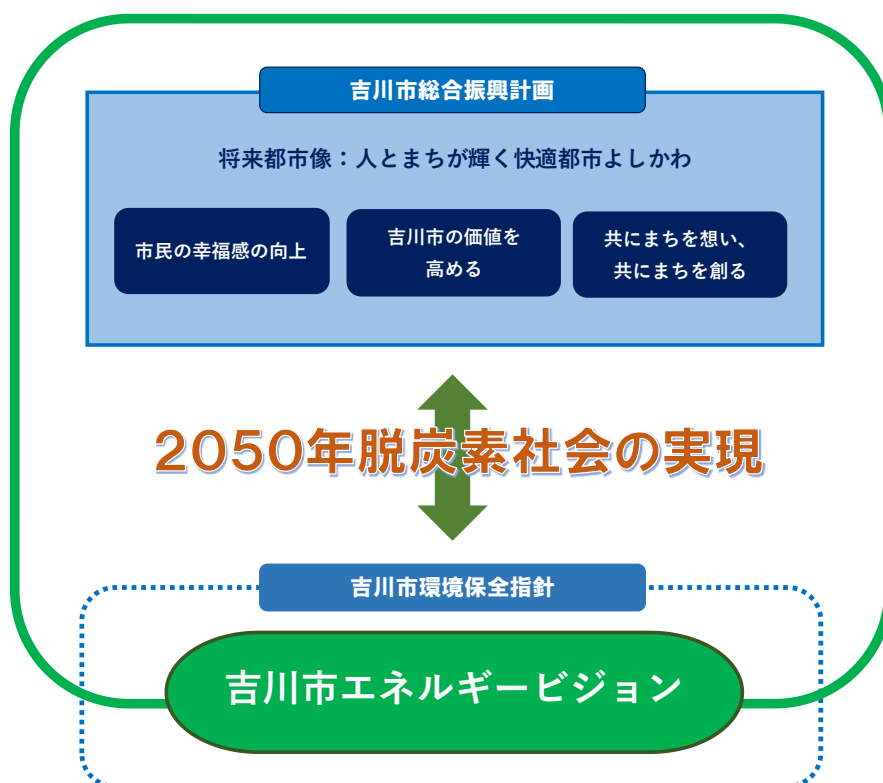 吉川市総合振興計画
将来都市像：人とまちが輝く快適都市よしかわ
市民の幸福感の向上
吉川市の価値を
高める
共にまちを想い、
共にまちを創る
2050年脱炭素社会の実現
吉川市環境保全指針
吉川市エネルギービジョン